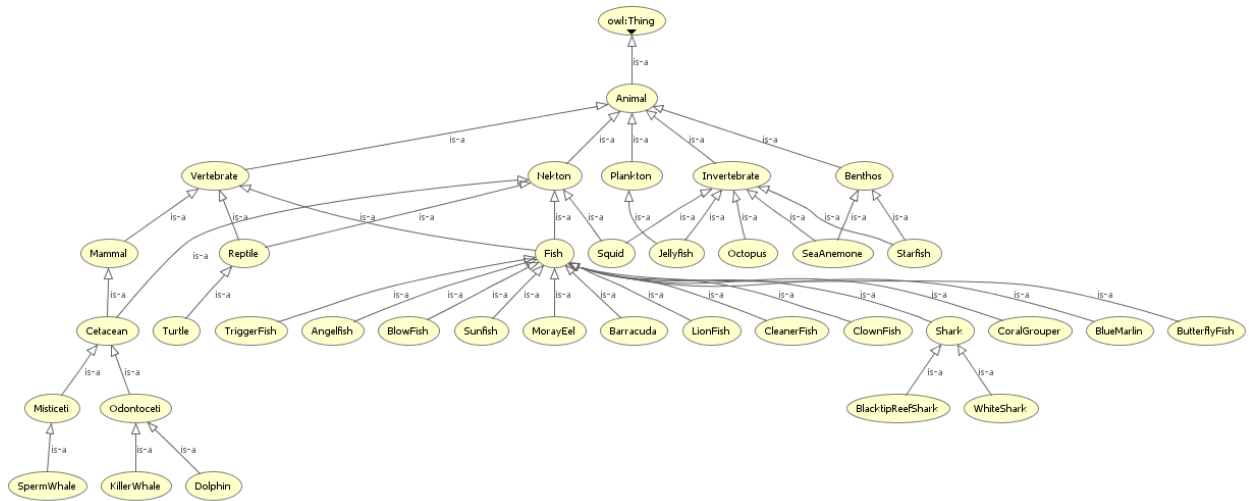 owl:Thing
is-a
Animal
is-a is-a is-a is-a is-a
Vertebrate Nekton Plankton Invertebrate Benthos
is-a is-a is-a is-a is-a is-a is-a is-a is-a is-a is-a is-a is-a
Mammal Reptile Fish Squid Jellyfish Octopus SeaAnemone Starfish
is-a is-a is-a is-a is-a is-a is-a is-a is-a is-a is-a is-a is-a is-a is-a
Cetacean Turtle TriggerFish Angelfish BlowFish Sunfish MorayEel Barracuda LionFish CleanerFish ClownFish Shark CoralGrouper BlueMarlin ButterflyFish
is-a is-a is-a is-a
Misticeti Odontoceti BlacktipReefShark WhiteShark
is-a is-a is-a
SpermWhale KillerWhale Dolphin